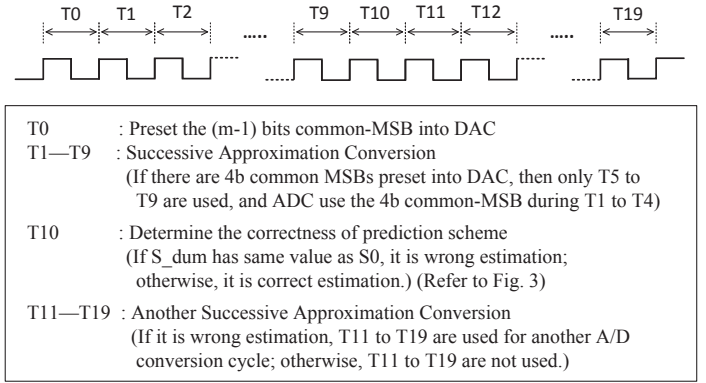 T0 T1 T2 ..... T9 T10 T11 T12 ..... T19
T0 : Preset the (m-1) bits common-MSB into DAC
T1—T9 : Successive Approximation Conversion
(If there are 4b common MSBs preset into DAC, then only T5 to
T9 are used, and ADC use the 4b common-MSB during T1 to T4)
T10 : Determine the correctness of prediction scheme
(If S_dum has same value as S0, it is wrong estimation;
otherwise, it is correct estimation.) (Refer to Fig. 3)
T11—T19 : Another Successive Approximation Conversion
(If it is wrong estimation, T11 to T19 are used for another A/D
conversion cycle; otherwise, T11 to T19 are not used.)